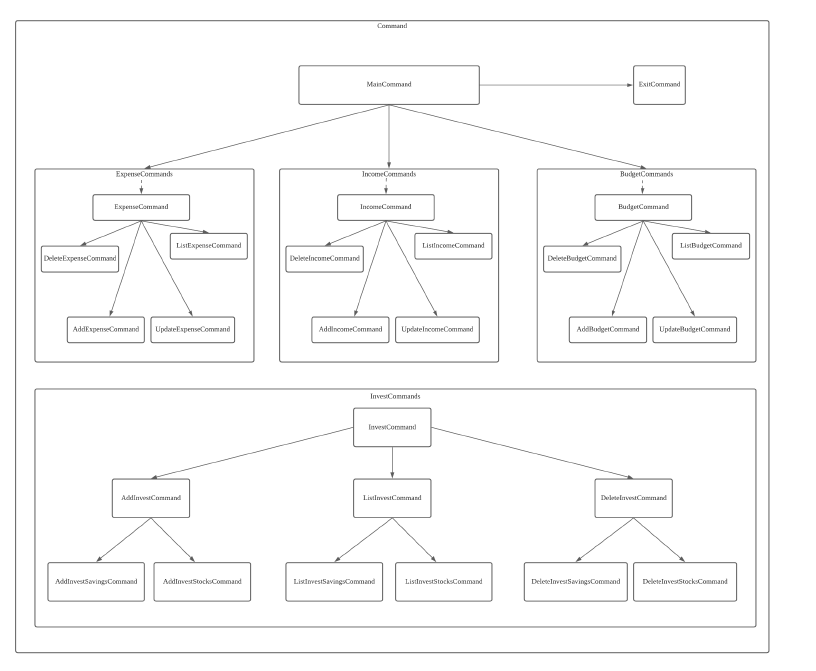 Command
MainCommand
ExitCommand
ExpenseCommands
IncomeCommands
BudgetCommands
ExpenseCommand
IncomeCommand
BudgetCommand
DeleteExpenseCommand
ListExpenseCommand
DeleteIncomeCommand
ListIncomeCommand
DeleteBudgetCommand
ListBudgetCommand
AddExpenseCommand
UpdateExpenseCommand
AddIncomeCommand
UpdateIncomeCommand
AddBudgetCommand
UpdateBudgetCommand
InvestCommands
InvestCommand
AddInvestCommand
ListInvestCommand
DeleteInvestCommand
AddInvestSavingsCommand
AddInvestStocksCommand
ListInvestSavingsCommand
ListInvestStocksCommand
DeleteInvestSavingsCommand
DeleteInvestStocksCommand